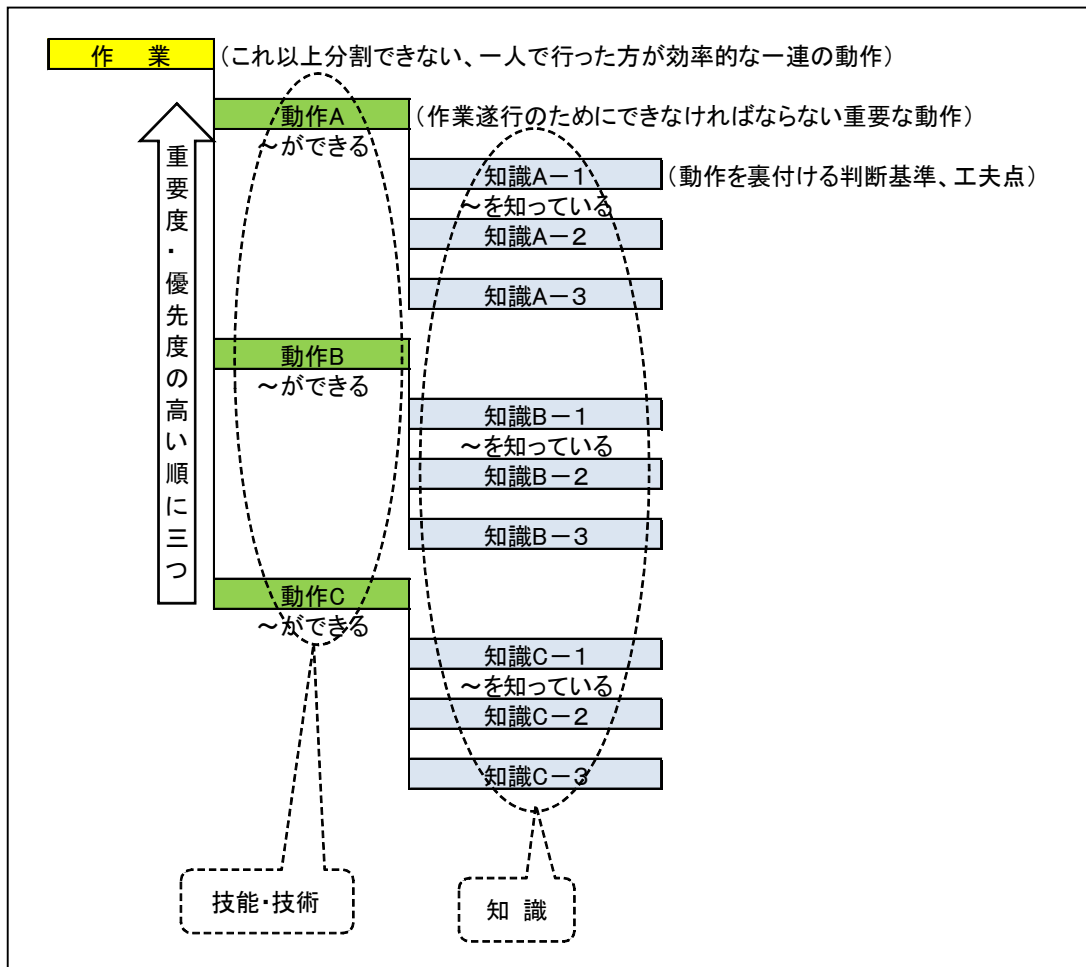 作　業 (これ以上分割できない、一人で行った方が効率的な一連の動作)
動作A (作業遂行のためにできなければならない重要な動作)
～ができる
知識A－1 (動作を裏付ける判断基準、工夫点)
～を知っている
知識A－2
知識A－3
動作B
～ができる
知識B－1
～を知っている
知識B－2
知識B－3
動作C
～ができる
知識C－1
～を知っている
知識C－2
知識C－3
重要度・優先度の高い順に三つ
技能・技術
知 識